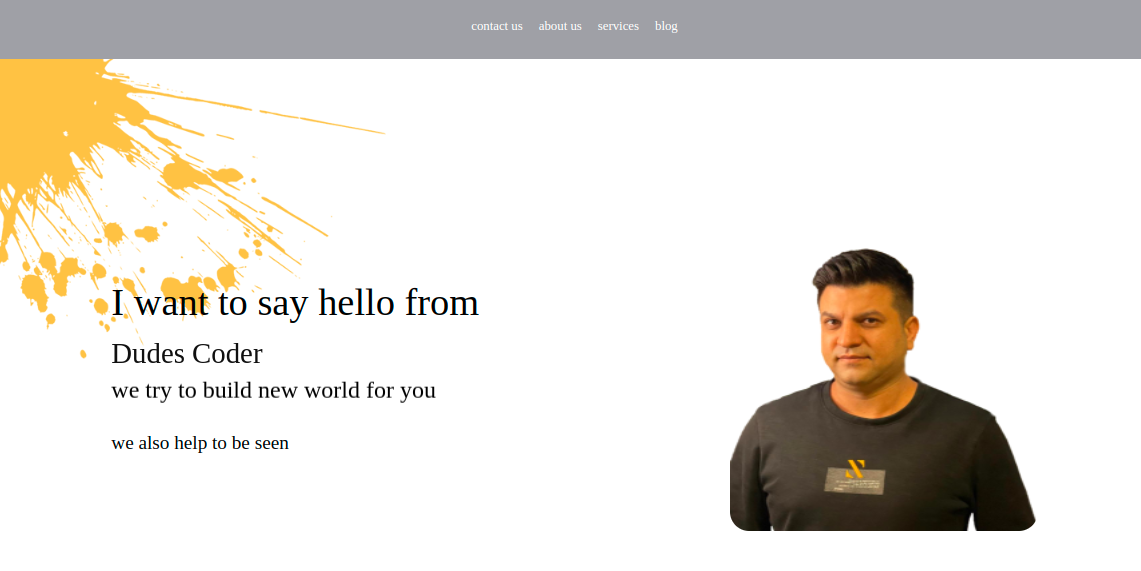 contact us about us services blog
I want to say hello from
Dudes Coder
we try to build new world for you
we also help to be seen